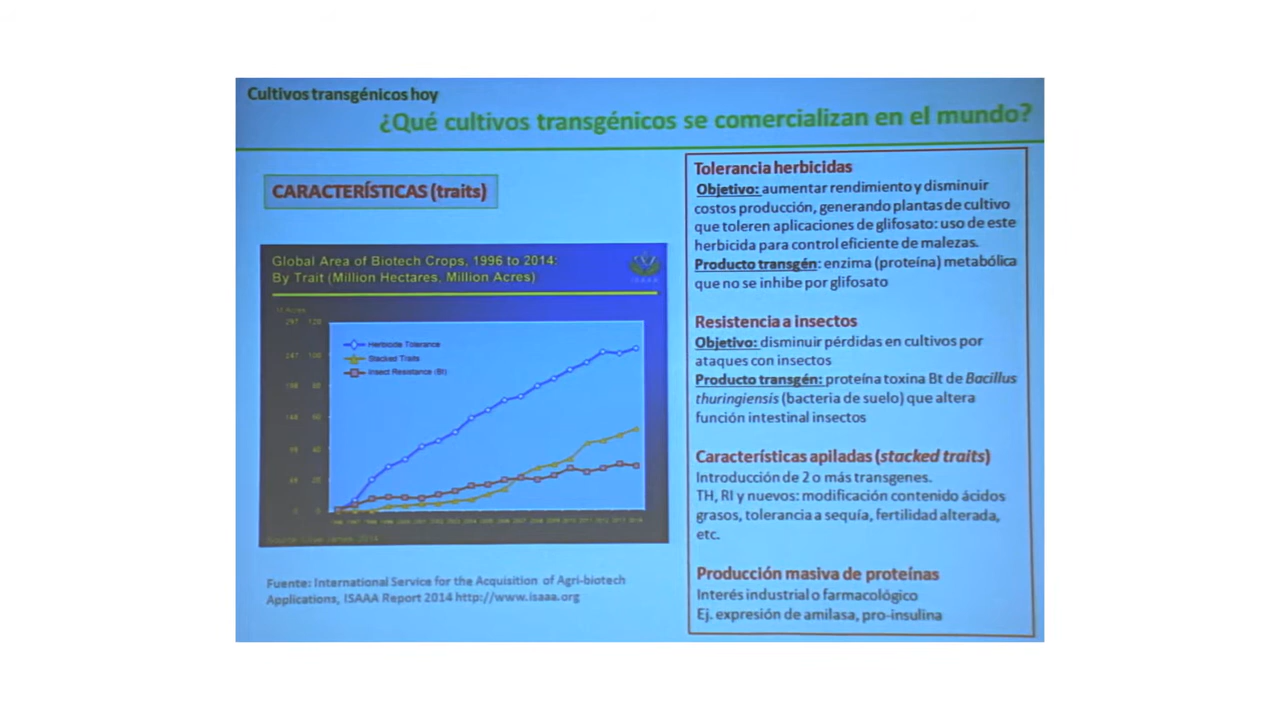 Cultivos transgénicos hoy
¿Qué cultivos transgénicos se comercializan en el mundo?
CARACTERÍSTICAS (traits)
Global Area of Biotech Crops, 1996 to 2014:
By Trait (Million Hectares, Million Acres)
Herbicide Tolerance
Stacked Traits
Insect Resistance (Bt)
Fuente: International Service for the Acquisition of Agri-biotech
Applications, ISAAA Report 2014 http://www.isaaa.org
Tolerancia herbicidas
Objetivo: aumentar rendimiento y disminuir
costos producción, generando plantas de cultivo
que toleren aplicaciones de glifosato: uso de este
herbicida para control eficiente de malezas.
Producto transgén: enzima (proteína) metabólica
que no se inhibe por glifosato
Resistencia a insectos
Objetivo: disminuir pérdidas en cultivos por
ataques con insectos
Producto transgén: proteína toxina Bt de Bacillus
thuringiensis (bacteria de suelo) que altera
función intestinal insectos
Características apiladas (stacked traits)
Introducción de 2 o más transgenes.
TH, RI y nuevos: modificación contenido ácidos
grasos, tolerancia a sequía, fertilidad alterada,
etc.
Producción masiva de proteínas
Interés industrial o farmacológico
Ej. expresión de amilasa, pro-insulina